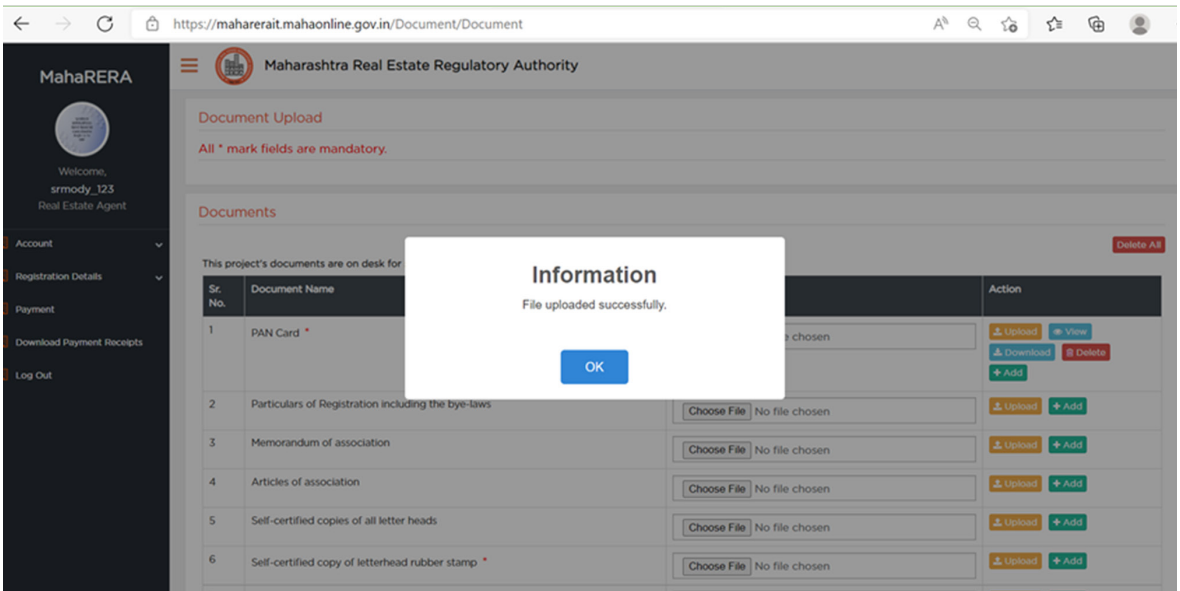 https://maharerait.mahaonline.gov.in/Document/Document
MahaRERA
Maharashtra Real Estate Regulatory Authority
Welcome,
srmody_123
Real Estate Agent
Account
Registration Details
Payment
Download Payment Receipts
Log Out
Document Upload
All * mark fields are mandatory.
Documents
Delete All
This project's documents are on desk for
Sr. No. Document Name Action
Information
File uploaded successfully.
OK
1 PAN Card * chosen Upload View
Download Delete
Add
2 Particulars of Registration including the bye-laws Choose File No file chosen Upload Add
3 Memorandum of association Choose File No file chosen Upload Add
4 Articles of association Choose File No file chosen Upload Add
5 Self-certified copies of all letter heads Choose File No file chosen Upload Add
6 Self-certified copy of letterhead rubber stamp * Choose File No file chosen Upload Add